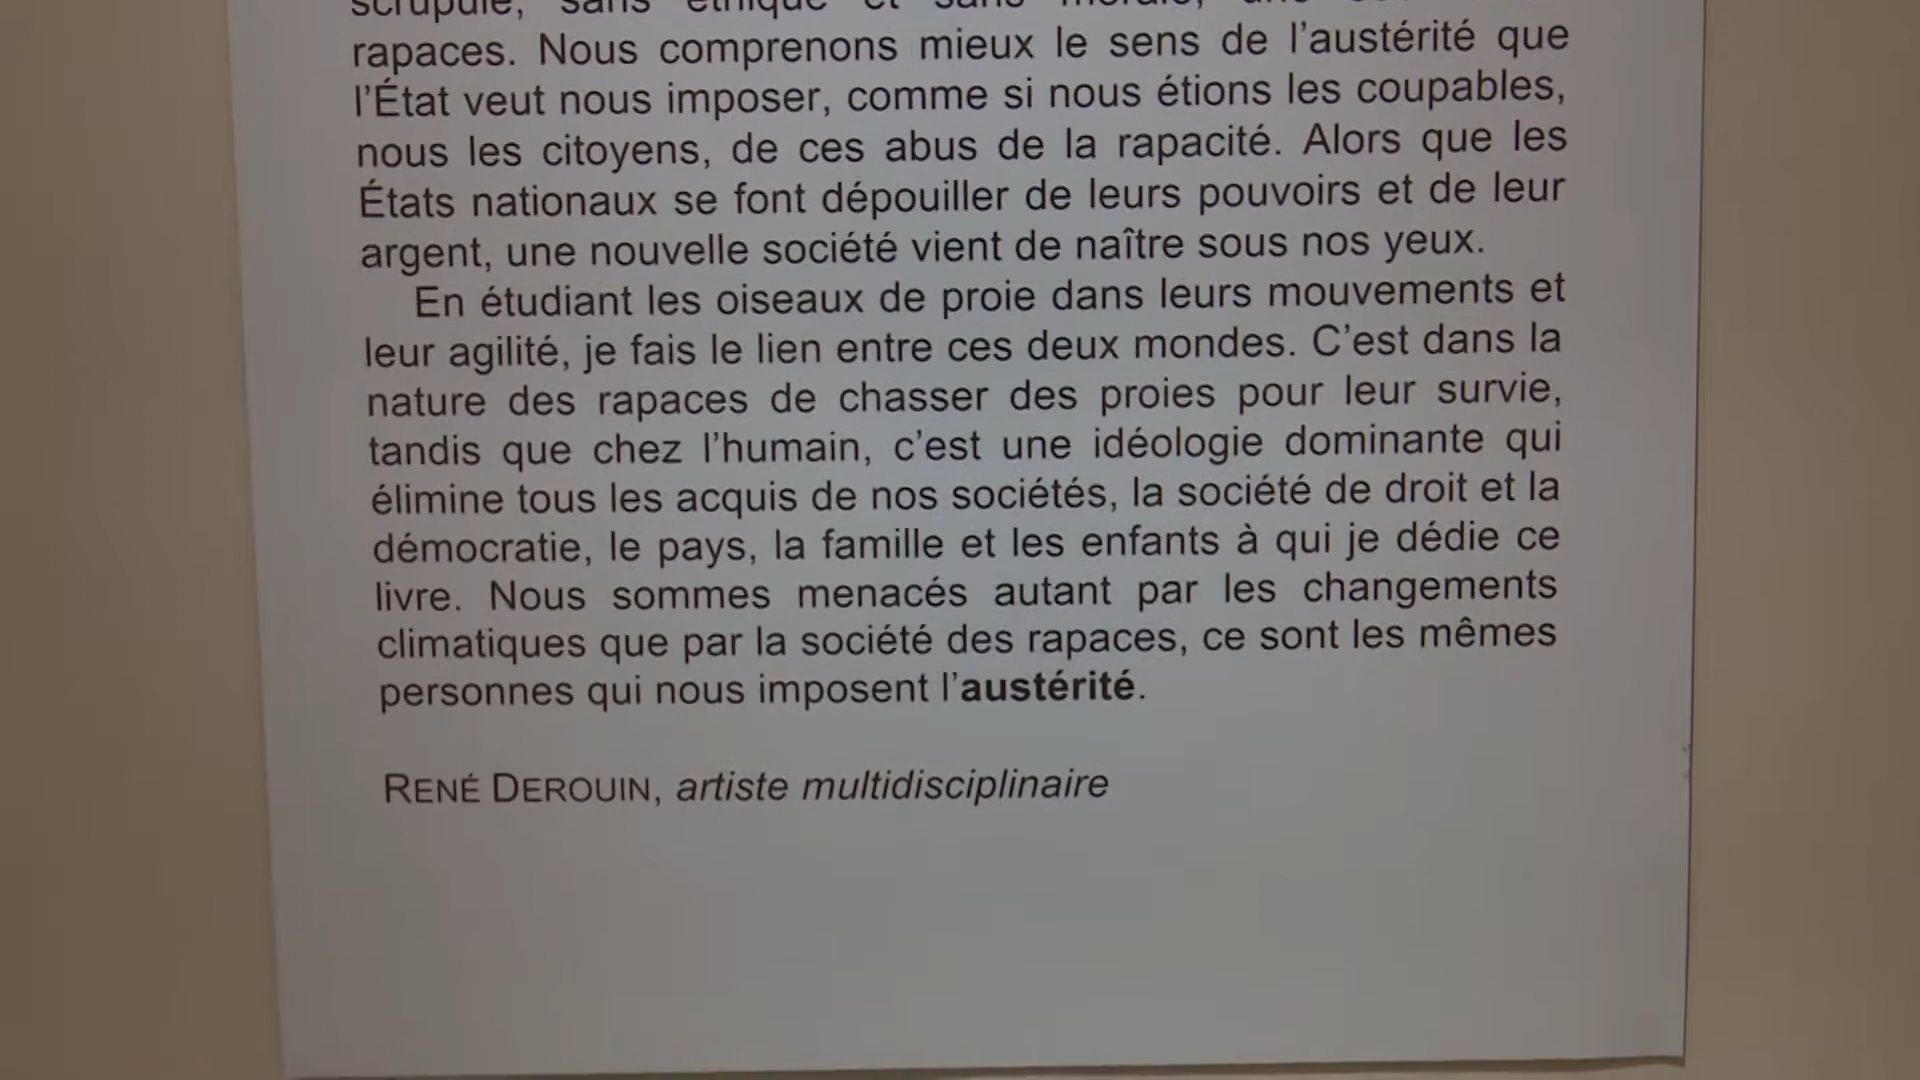 scrupule, sans éthique et sans morale, une
rapaces. Nous comprenons mieux le sens de l'austérité que
l'État veut nous imposer, comme si nous étions les coupables,
nous les citoyens, de ces abus de la rapacité. Alors que les
États nationaux se font dépouiller de leurs pouvoirs et de leur
argent, une nouvelle société vient de naître sous nos yeux.
En étudiant les oiseaux de proie dans leurs mouvements et
leur agilité, je fais le lien entre ces deux mondes. C'est dans la
nature des rapaces de chasser des proies pour leur survie,
tandis que chez l'humain, c'est une idéologie dominante qui
élimine tous les acquis de nos sociétés, la société de droit et la
démocratie, le pays, la famille et les enfants à qui je dédie ce
livre. Nous sommes menacés autant par les changements
climatiques que par la société des rapaces, ce sont les mêmes
personnes qui nous imposent l'austérité.
RENÉ DEROUIN, artiste multidisciplinaire